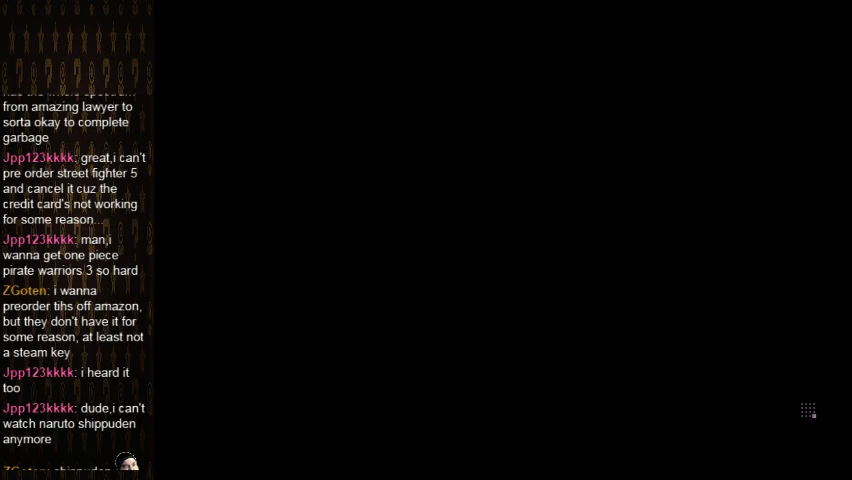 from amazing lawyer to
sorta okay to complete
garbage
Jpp123kkkk: great,i can't
pre order street fighter 5
and cancel it cuz the
credit card's not working
for some reason...
Jpp123kkkk: man,i
wanna get one piece
pirate warriors 3 so hard
ZGoten: i wanna
preorder tihs off amazon,
but they don't have it for
some reason, at least not
a steam key
Jpp123kkkk: i heard it
too
Jpp123kkkk: dude,i can't
watch naruto shippuden
anymore
ZGoten: shippuden